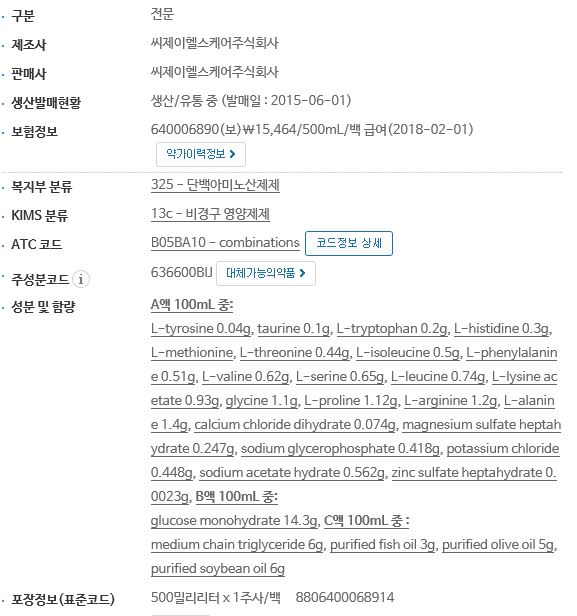 구분 전문
제조사 씨제이헬스케어주식회사
판매사 씨제이헬스케어주식회사
생산발매현황 생산/유통 중 (발매일 : 2015-06-01)
보험정보 640006890(보)₩15,464/500mL/백 급여(2018-02-01)
약가이력정보
복지부 분류 325 - 단백아미노산제제
KIMS 분류 13c - 비경구 영양제제
ATC 코드 B05BA10 - combinations 코드정보 상세
주성분코드 i 636600BIJ 대체가능의약품
성분 및 함량 A액 100mL 중:
L-tyrosine 0.04g, taurine 0.1g, L-tryptophan 0.2g, L-histidine 0.3g,
L-methionine, L-threonine 0.44g, L-isoleucine 0.5g, L-phenylalanin
e 0.51g, L-valine 0.62g, L-serine 0.65g, L-leucine 0.74g, L-lysine ac
etate 0.93g, glycine 1.1g, L-proline 1.12g, L-arginine 1.2g, L-alanin
e 1.4g, calcium chloride dihydrate 0.074g, magnesium sulfate heptah
ydrate 0.247g, sodium glycerophosphate 0.418g, potassium chloride
0.448g, sodium acetate hydrate 0.562g, zinc sulfate heptahydrate 0.
0023g, B액 100mL 중:
glucose monohydrate 14.3g, C액 100mL 중 :
medium chain triglyceride 6g, purified fish oil 3g, purified olive oil 5g,
purified soybean oil 6g
포장정보(표준코드) 500밀리리터 x 1주사/백 8806400068914